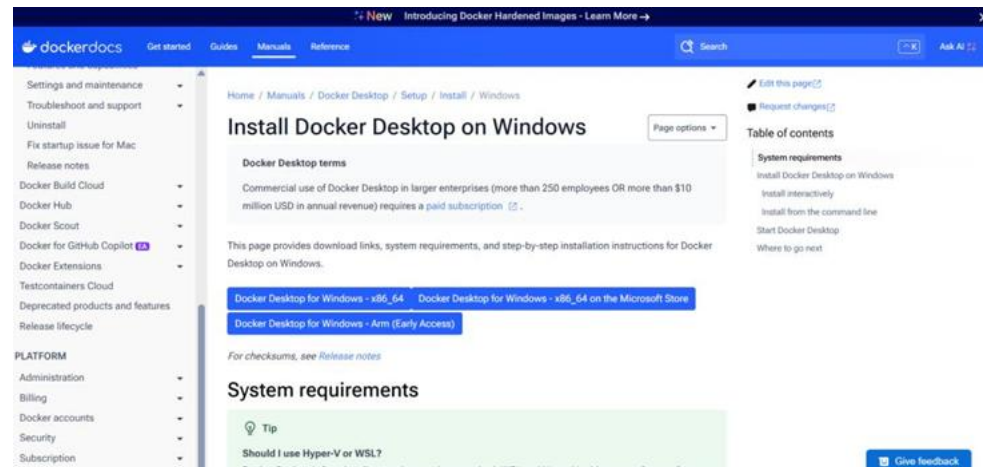 New Introducing Docker Hardened Images - Learn More →
dockerdocs Get started Guides Manuals Reference Search Ask AI
Settings and maintenance
Troubleshoot and support
Uninstall
Fix startup issue for Mac
Release notes
Docker Build Cloud
Docker Hub
Docker Scout
Docker for GitHub Copilot EA
Docker Extensions
Testcontainers Cloud
Deprecated products and features
Release lifecycle
PLATFORM
Administration
Billing
Docker accounts
Security
Subscription
Home / Manuals / Docker Desktop / Setup / Install / Windows
Install Docker Desktop on Windows
Page options
Docker Desktop terms
Commercial use of Docker Desktop in larger enterprises (more than 250 employees OR more than $10
million USD in annual revenue) requires a paid subscription .
This page provides download links, system requirements, and step-by-step installation instructions for Docker
Desktop on Windows.
Docker Desktop for Windows - x86_64 Docker Desktop for Windows - x86_64 on the Microsoft Store
Docker Desktop for Windows - Arm (Early Access)
For checksums, see Release notes
System requirements
Tip
Should I use Hyper-V or WSL?
Edit this page
Request changes
Table of contents
System requirements
Install Docker Desktop on Windows
Install interactively
Install from the command line
Start Docker Desktop
Where to go next
Give feedback